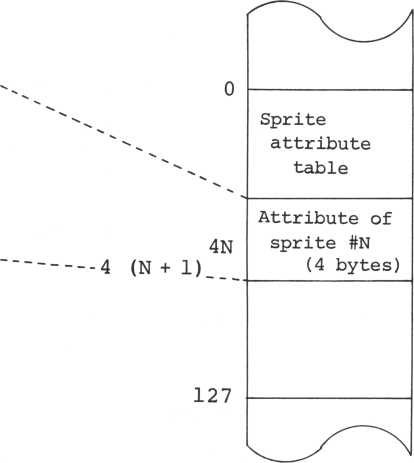 0
Sprite
attribute
table
Attribute of
4N
sprite #N
(4 bytes)
4 (N + 1)
127